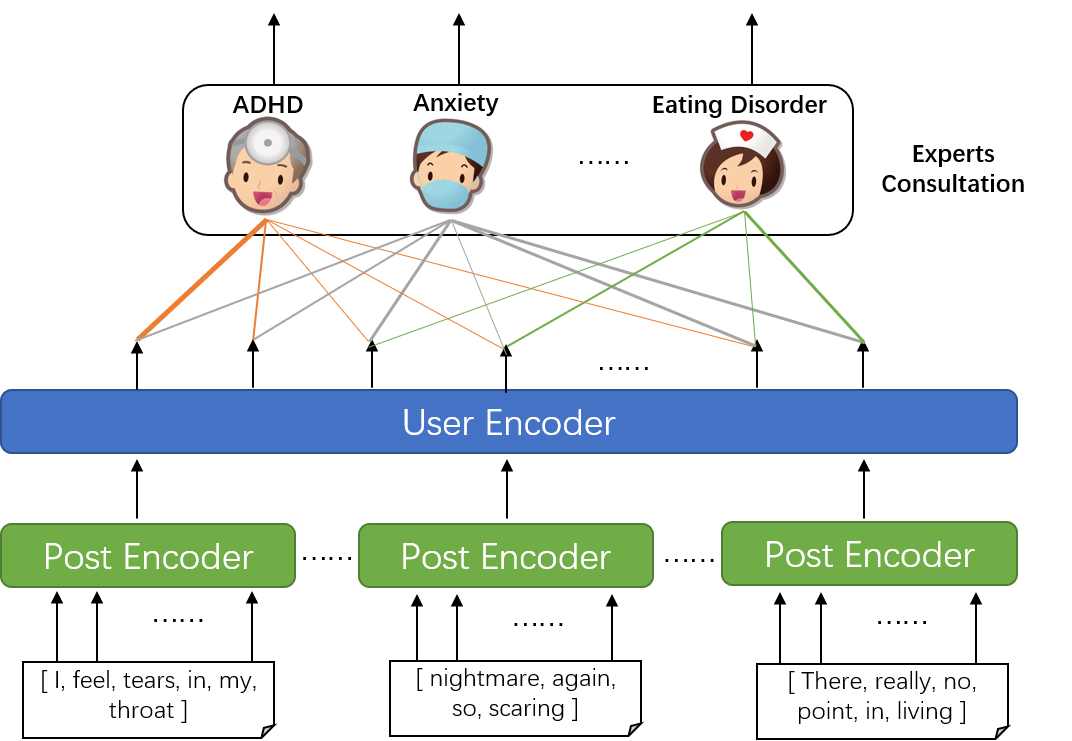 ADHD
Anxiety
Eating Disorder
......
Experts
Consultation
......
User Encoder
Post Encoder
......
Post Encoder
......
Post Encoder
......
......
......
[ I, feel, tears, in, my,
throat ]
[ nightmare, again,
so, scaring ]
[ There, really, no,
point, in, living ]